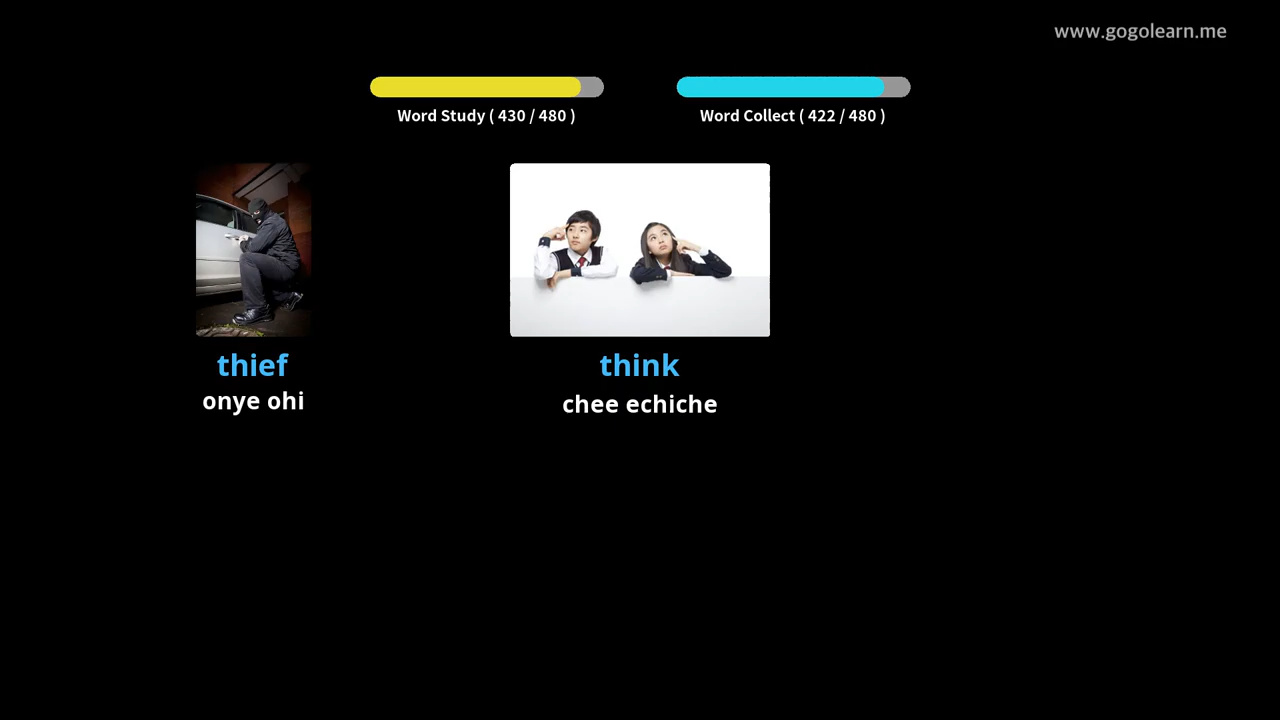 www.gogolearn.me
Word Study ( 430 / 480 )
Word Collect ( 422 / 480 )
thief
onye ohi
think
chee echiche